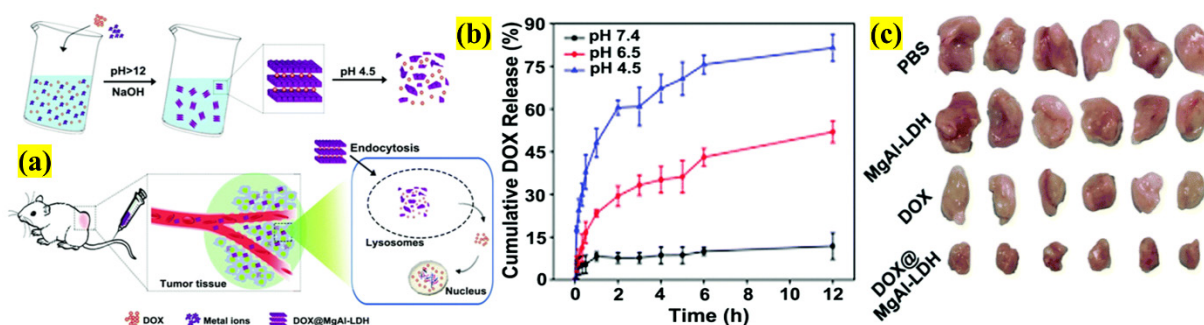 pH>12
NaOH
pH 4.5
(a)
Endocytosis
Lysosomes
Nucleus
Tumor tissue
DOX
Metal ions
DOX@MgAl-LDH
(b)
Cumulative DOX Release (%)
90
75
60
45
30
15
0
pH 7.4
pH 6.5
pH 4.5
0
2
4
6
8
10
12
Time (h)
(c)
PBS
MgAl-LDH
DOX
DOX@
MgAl-LDH